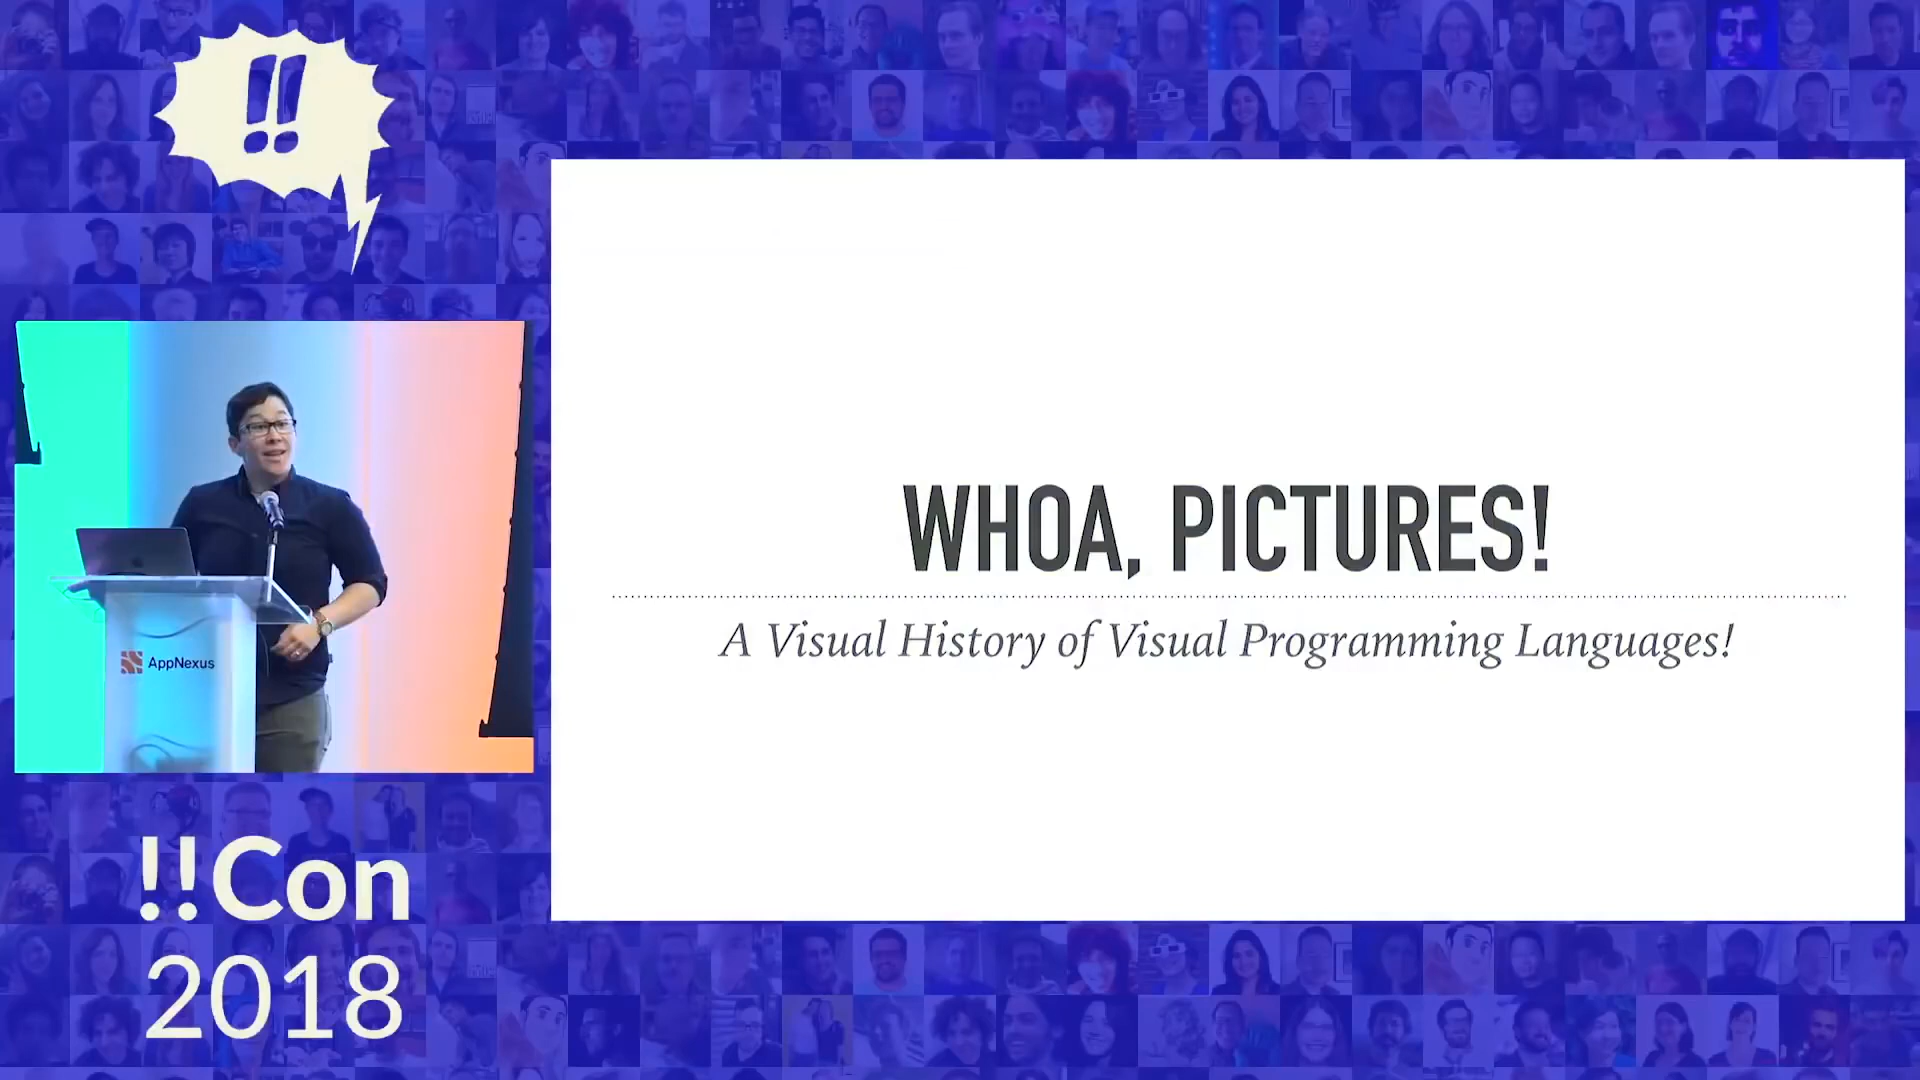 !!
WHOA, PICTURES!
A Visual History of Visual Programming Languages!
AppNexus
!!Con
2018